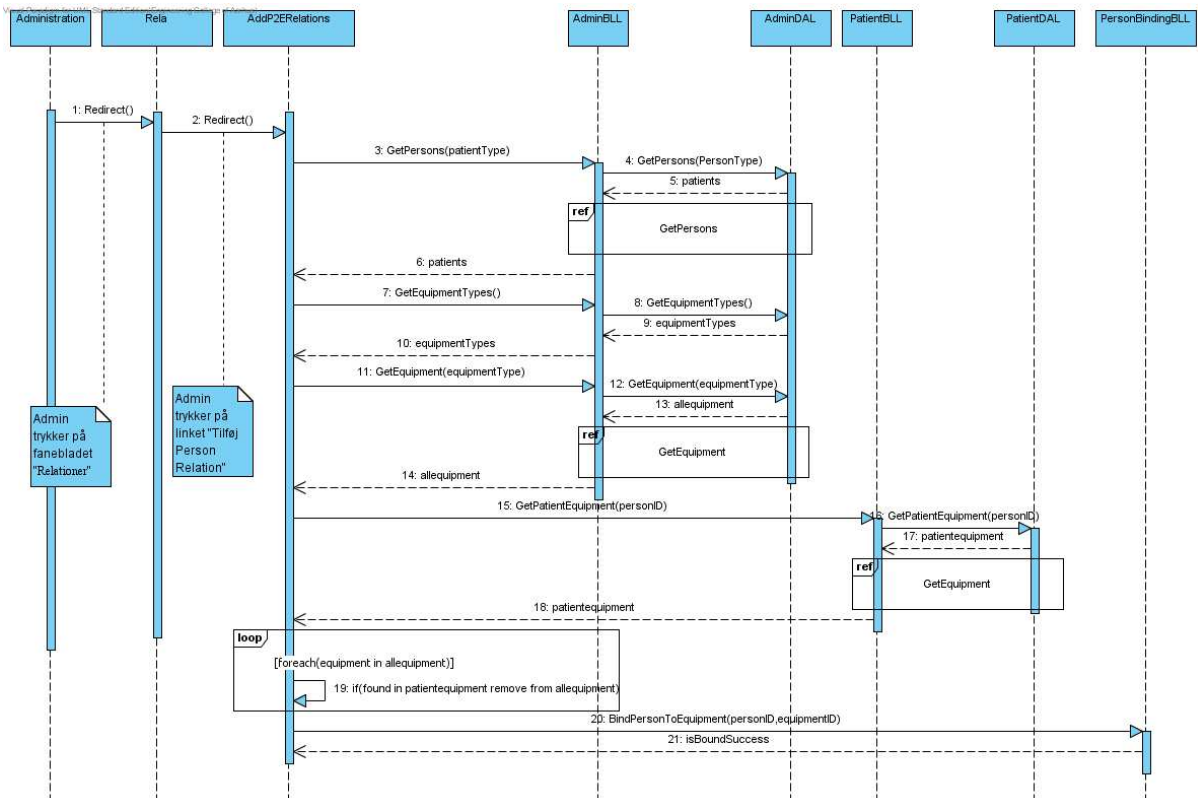 Administration
Rela
AddP2ERelations
AdminBLL
AdminDAL
PatientBLL
PatientDAL
PersonBindingBLL
1: Redirect()
2: Redirect()
3: GetPersons(patientType)
4: GetPersons(PersonType)
5: patients
ref
GetPersons
6: patients
7: GetEquipmentTypes()
8: GetEquipmentTypes()
9: equipmentTypes
10: equipmentTypes
11: GetEquipment(equipmentType)
12: GetEquipment(equipmentType)
13: allequipment
Admin
trykker på
linket "Tilføj
Person
Relation"
Admin
trykker på
fanebladet
"Relationer"
ref
GetEquipment
14: allequipment
15: GetPatientEquipment(personID)
16: GetPatientEquipment(personID)
17: patientequipment
ref
GetEquipment
18: patientequipment
loop
[foreach(equipment in allequipment)]
19: if(found in patientequipment remove from allequipment)
20: BindPersonToEquipment(personID,equipmentID)
21: isBoundSuccess